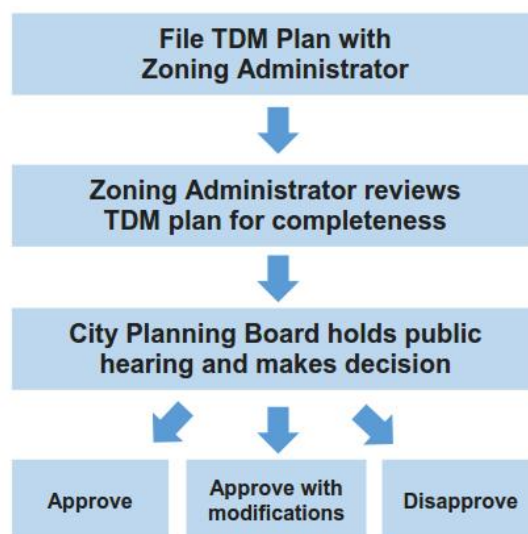 File TDM Plan with
Zoning Administrator
Zoning Administrator reviews
TDM plan for completeness
City Planning Board holds public
hearing and makes decision
Approve
Approve with
modifications
Disapprove